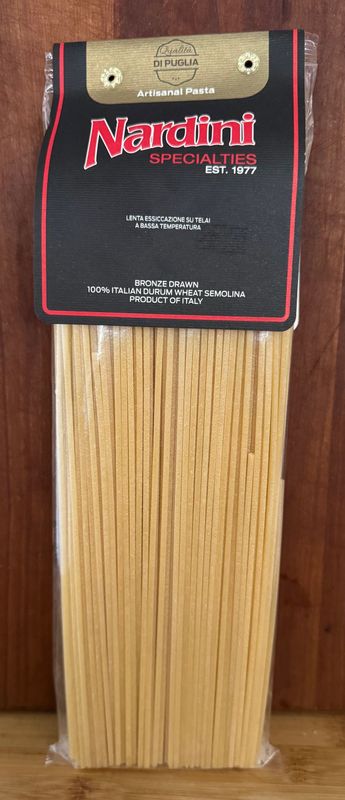 Qualità
DI PUGLIA
Artisanal Pasta
Nardini
SPECIALTIES
EST. 1977
LENTA ESSICCAZIONE SU TELAI
A BASSA TEMPERATURA
BRONZE DRAWN
100% ITALIAN DURUM WHEAT SEMOLINA
PRODUCT OF ITALY